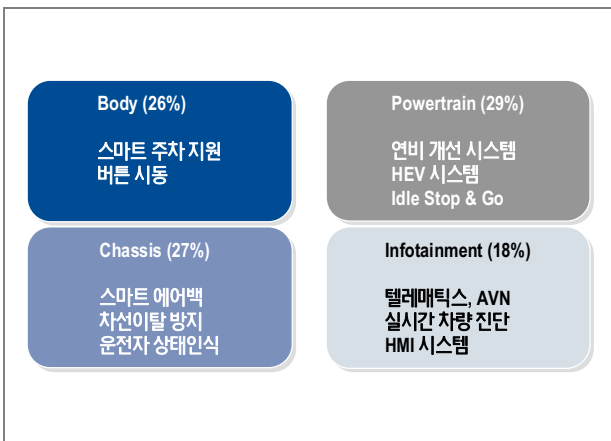 Body (26%)
스마트 주차 지원
버튼 시동
Powertrain (29%)
연비 개선 시스템
HEV 시스템
Idle Stop & Go
Chassis (27%)
스마트 에어백
차선이탈 방지
운전자 상태인식
Infotainment (18%)
텔레매틱스, AVN
실시간 차량 진단
HMI 시스템